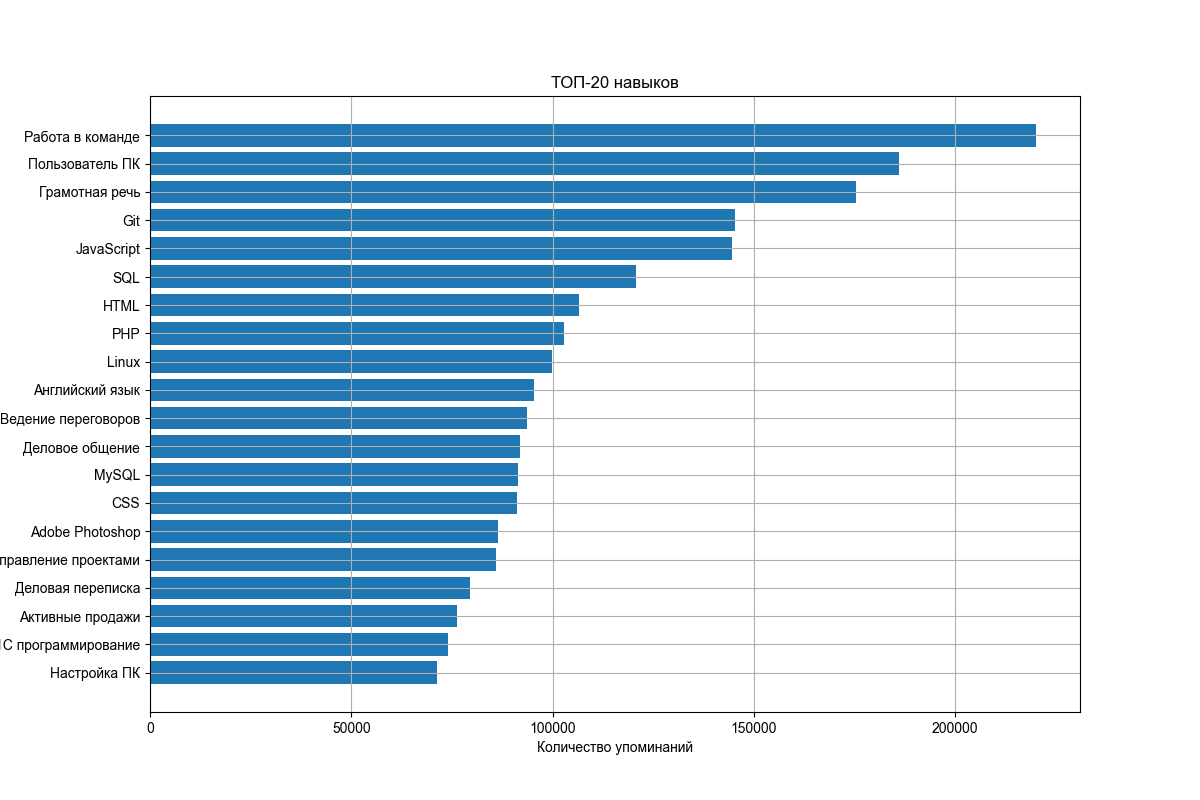 ТОП-20 навыков
Работа в команде
Пользователь ПК
Грамотная речь
Git
JavaScript
SQL
HTML
PHP
Linux
Английский язык
Ведение переговоров
Деловое общение
MySQL
CSS
Adobe Photoshop
правление проектами
Деловая переписка
Активные продажи
1С программирование
Настройка ПК
0 50000 100000 150000 200000
Количество упоминаний